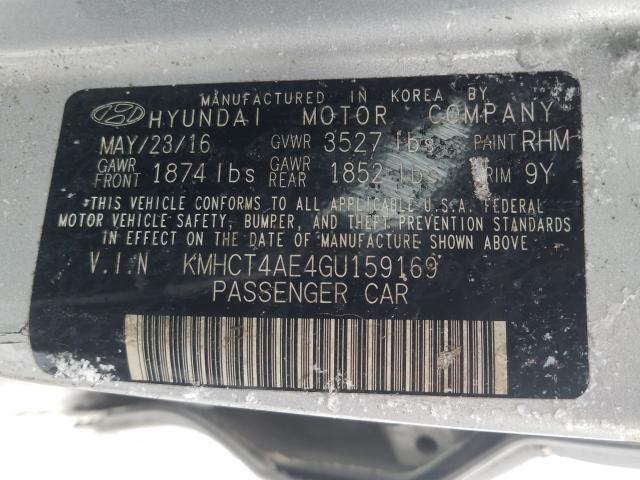 MANUFACTURED IN KOREA BY
HYUNDAI MOTOR COMPANY
MAY/23/16 GVWR 3527 lbs PAINT RHM
GAWR FRONT 1874 lbs GAWR REAR 1852 lbs TRIM 9Y
*THIS VEHICLE CONFORMS TO ALL APPLICABLE U.S.A. FEDERAL
MOTOR VEHICLE SAFETY, BUMPER, AND THEFT PREVENTION STANDARDS
IN EFFECT ON THE DATE OF MANUFACTURE SHOWN ABOVE
V.I.N KMHCT4AE4GU159169
PASSENGER CAR